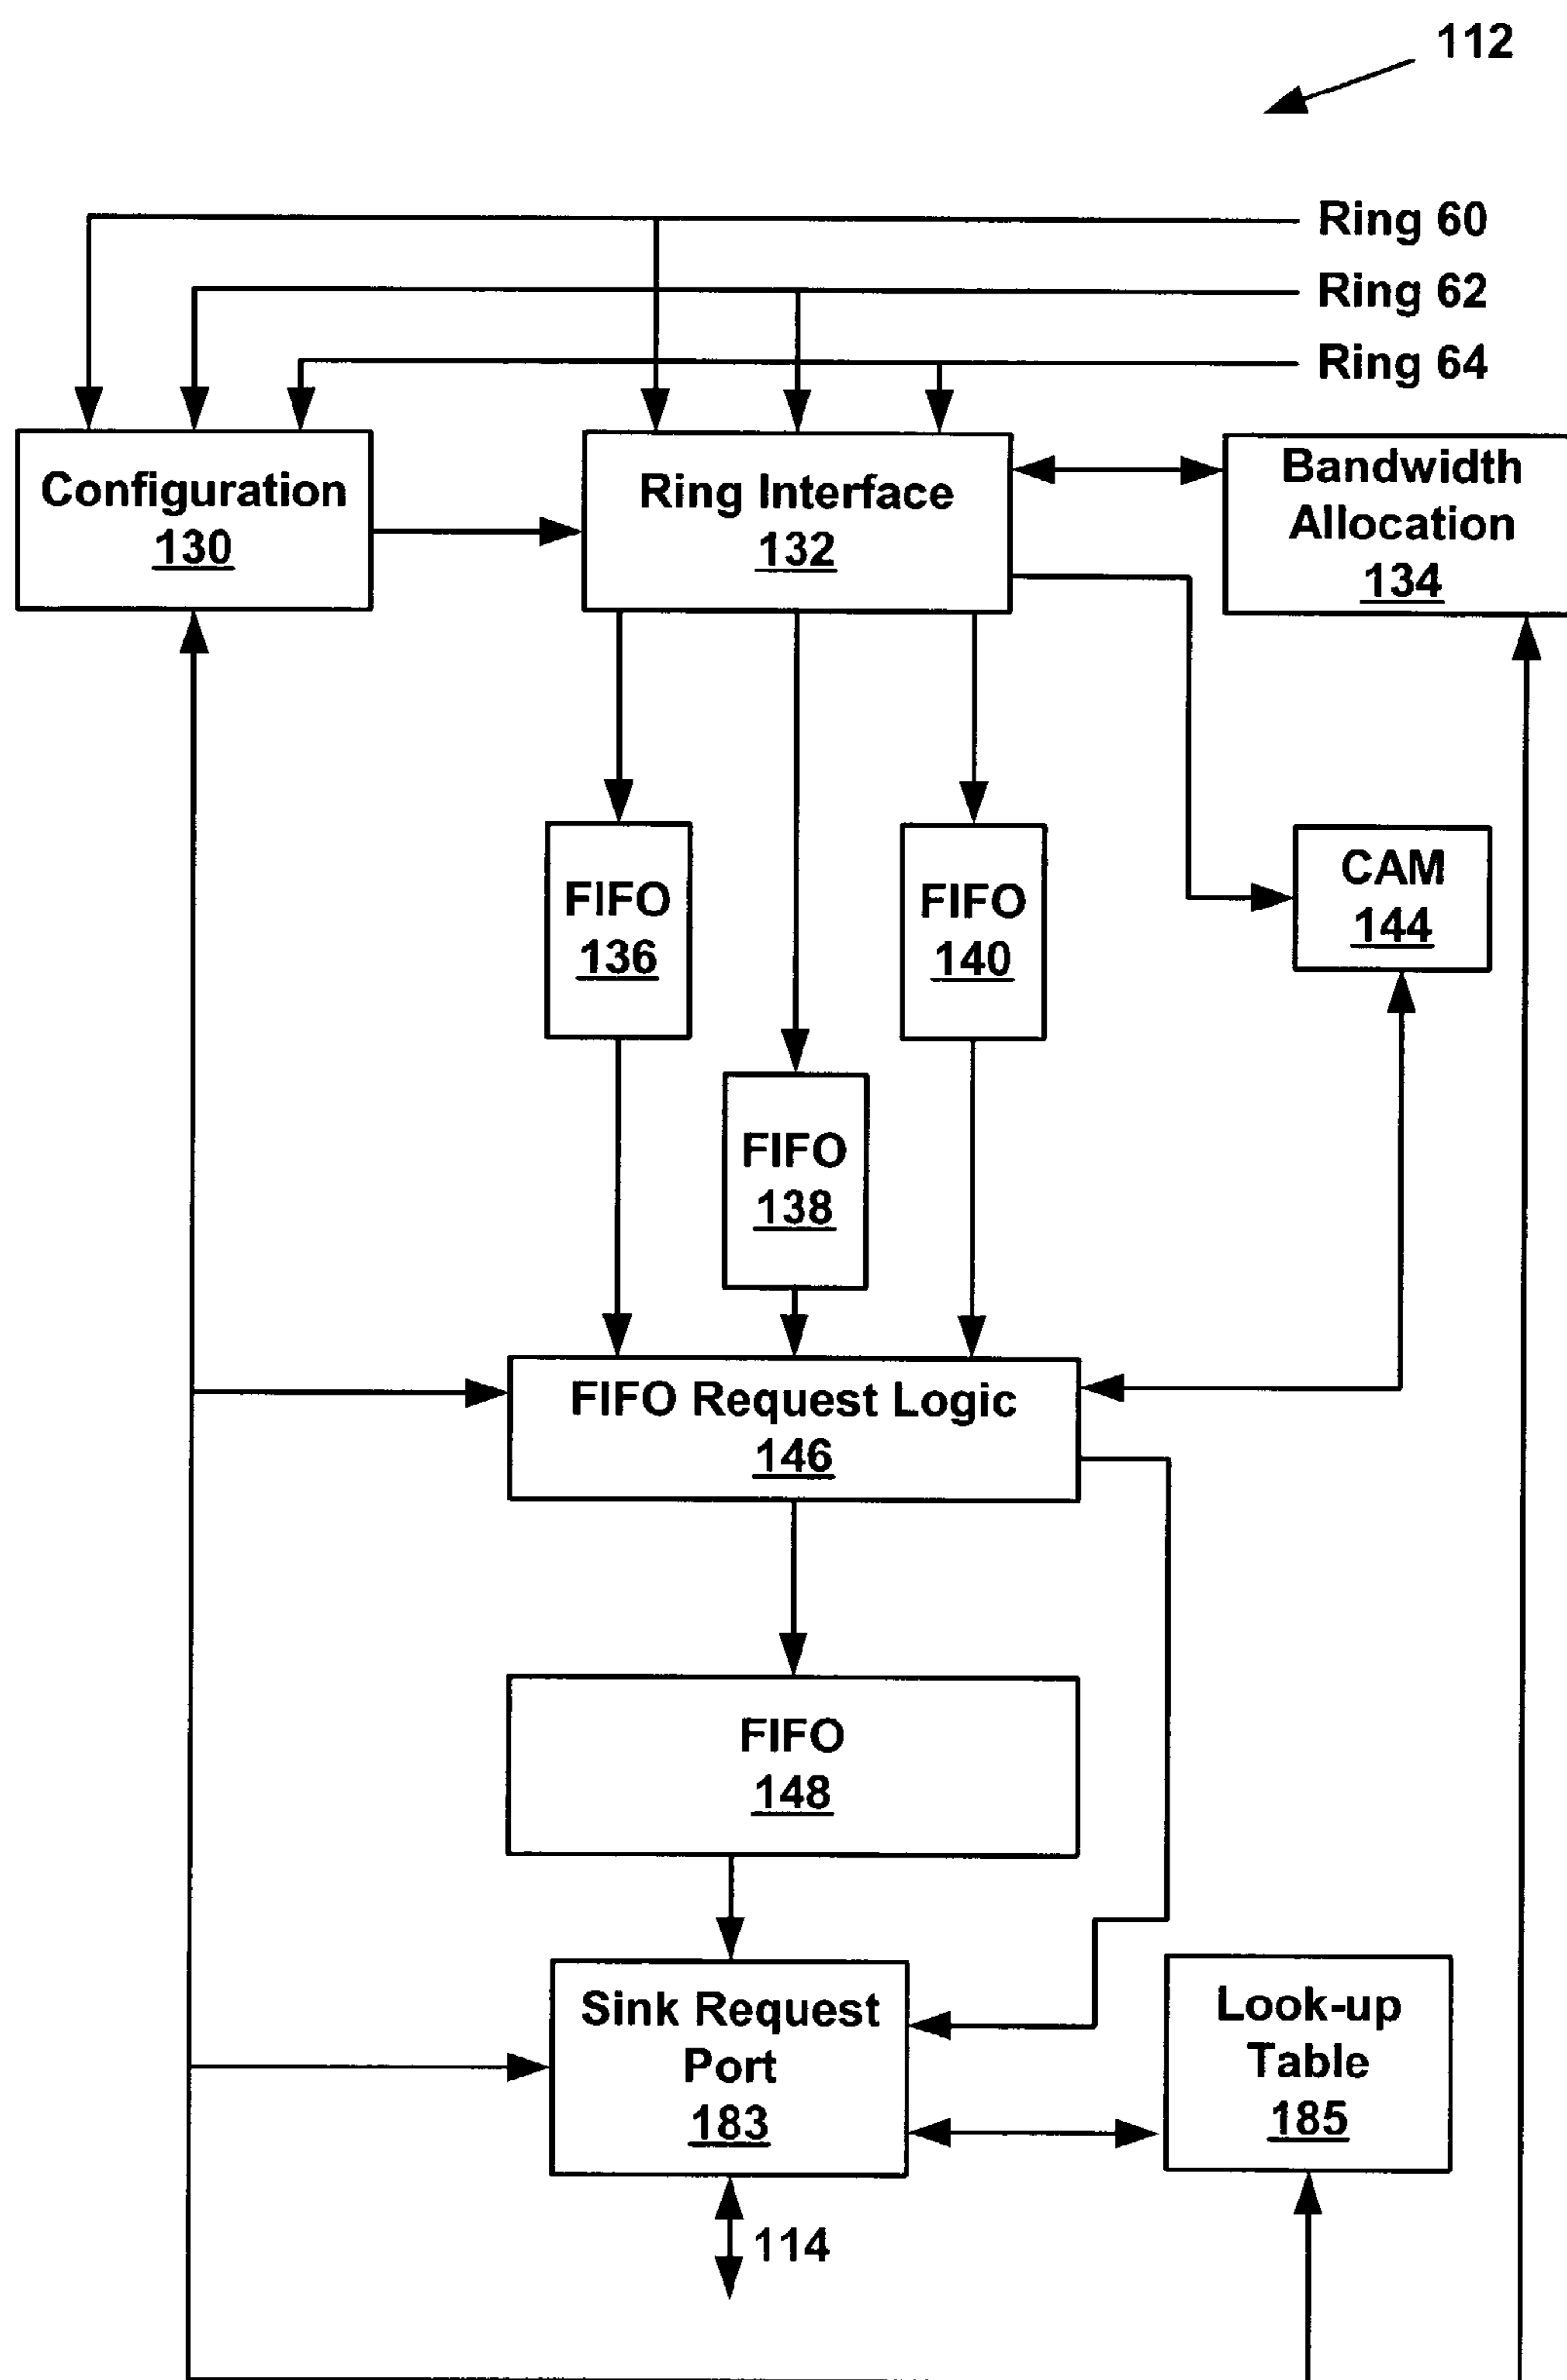 112
Ring 60
Ring 62
Ring 64
Configuration
130
Ring Interface
132
Bandwidth
Allocation
134
FIFO
136
FIFO
140
CAM
144
FIFO
138
FIFO Request Logic
146
FIFO
148
Sink Request
Port
183
Look-up
Table
185
114